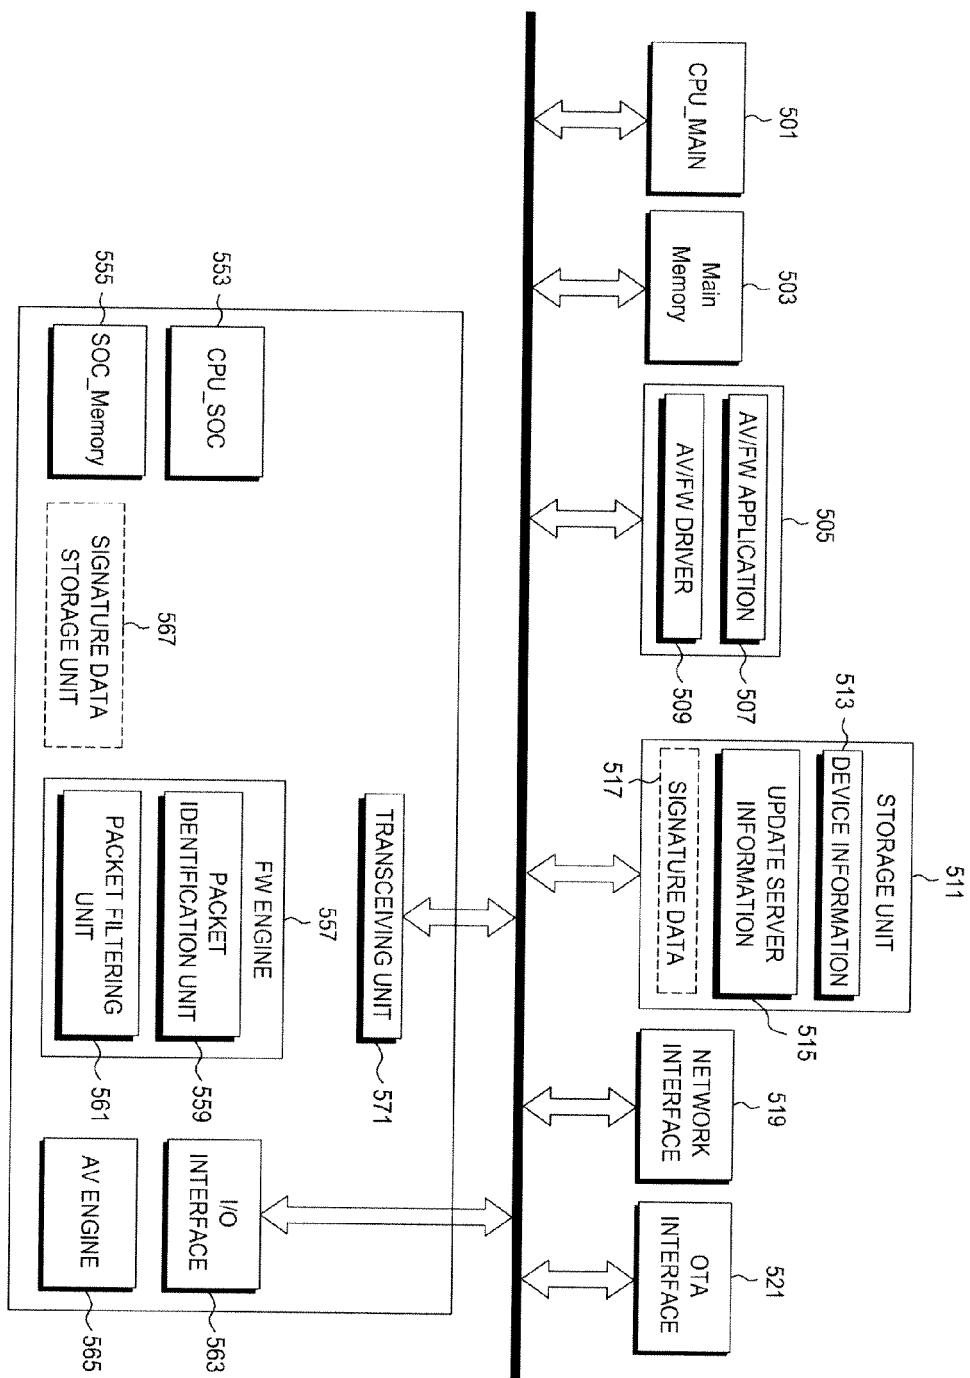 501
CPU_MAIN
503
Main
Memory
505
AV/FW APPLICATION
AV/FW DRIVER
507
509
511
STORAGE UNIT
513
DEVICE INFORMATION
UPDATE SERVER
INFORMATION
515
SIGNATURE DATA
517
519
NETWORK
INTERFACE
521
OTA
INTERFACE
553
CPU_SOC
555
SOC_Memory
567
SIGNATURE DATA
STORAGE UNIT
TRANSCEIVING UNIT
571
557
FW ENGINE
PACKET
IDENTIFICATION UNIT
559
PACKET FILTERING
UNIT
561
I/O
INTERFACE
563
AV ENGINE
565